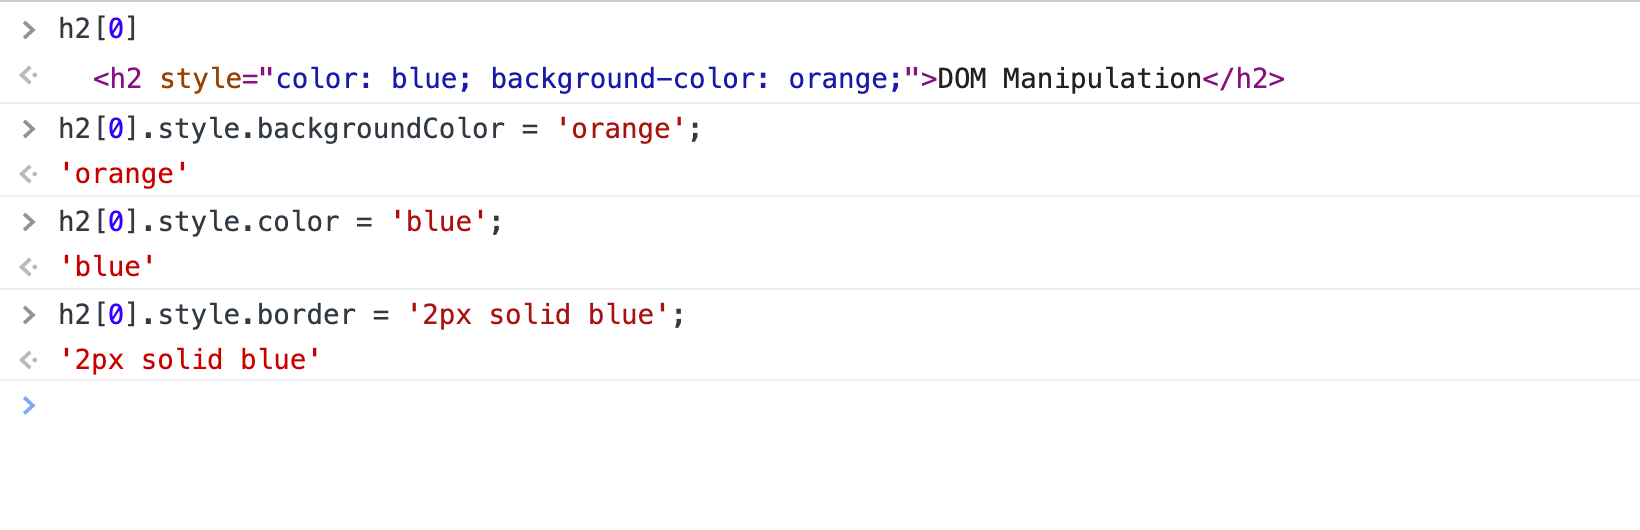 h2[0]
<h2 style="color: blue; background-color: orange;">DOM Manipulation</h2>
h2[0].style.backgroundColor = 'orange';
'orange'
h2[0].style.color = 'blue';
'blue'
h2[0].style.border = '2px solid blue';
'2px solid blue'